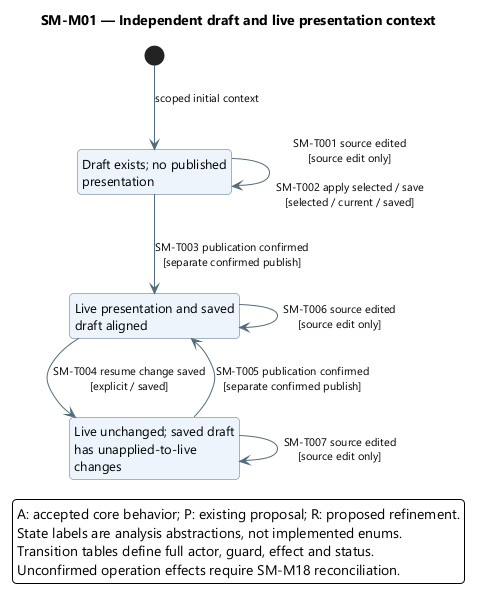 SM-M01 — Independent draft and live presentation context
scoped initial context
Draft exists; no published
presentation
SM-T001 source edited
[source edit only]
SM-T002 apply selected / save
[selected / current / saved]
SM-T003 publication confirmed
[separate confirmed publish]
Live presentation and saved
draft aligned
SM-T006 source edited
[source edit only]
SM-T004 resume change saved
[explicit / saved]
SM-T005 publication confirmed
[separate confirmed publish]
Live unchanged; saved draft
has unapplied-to-live
changes
SM-T007 source edited
[source edit only]
A: accepted core behavior; P: existing proposal; R: proposed refinement.
State labels are analysis abstractions, not implemented enums.
Transition tables define full actor, guard, effect and status.
Unconfirmed operation effects require SM-M18 reconciliation.